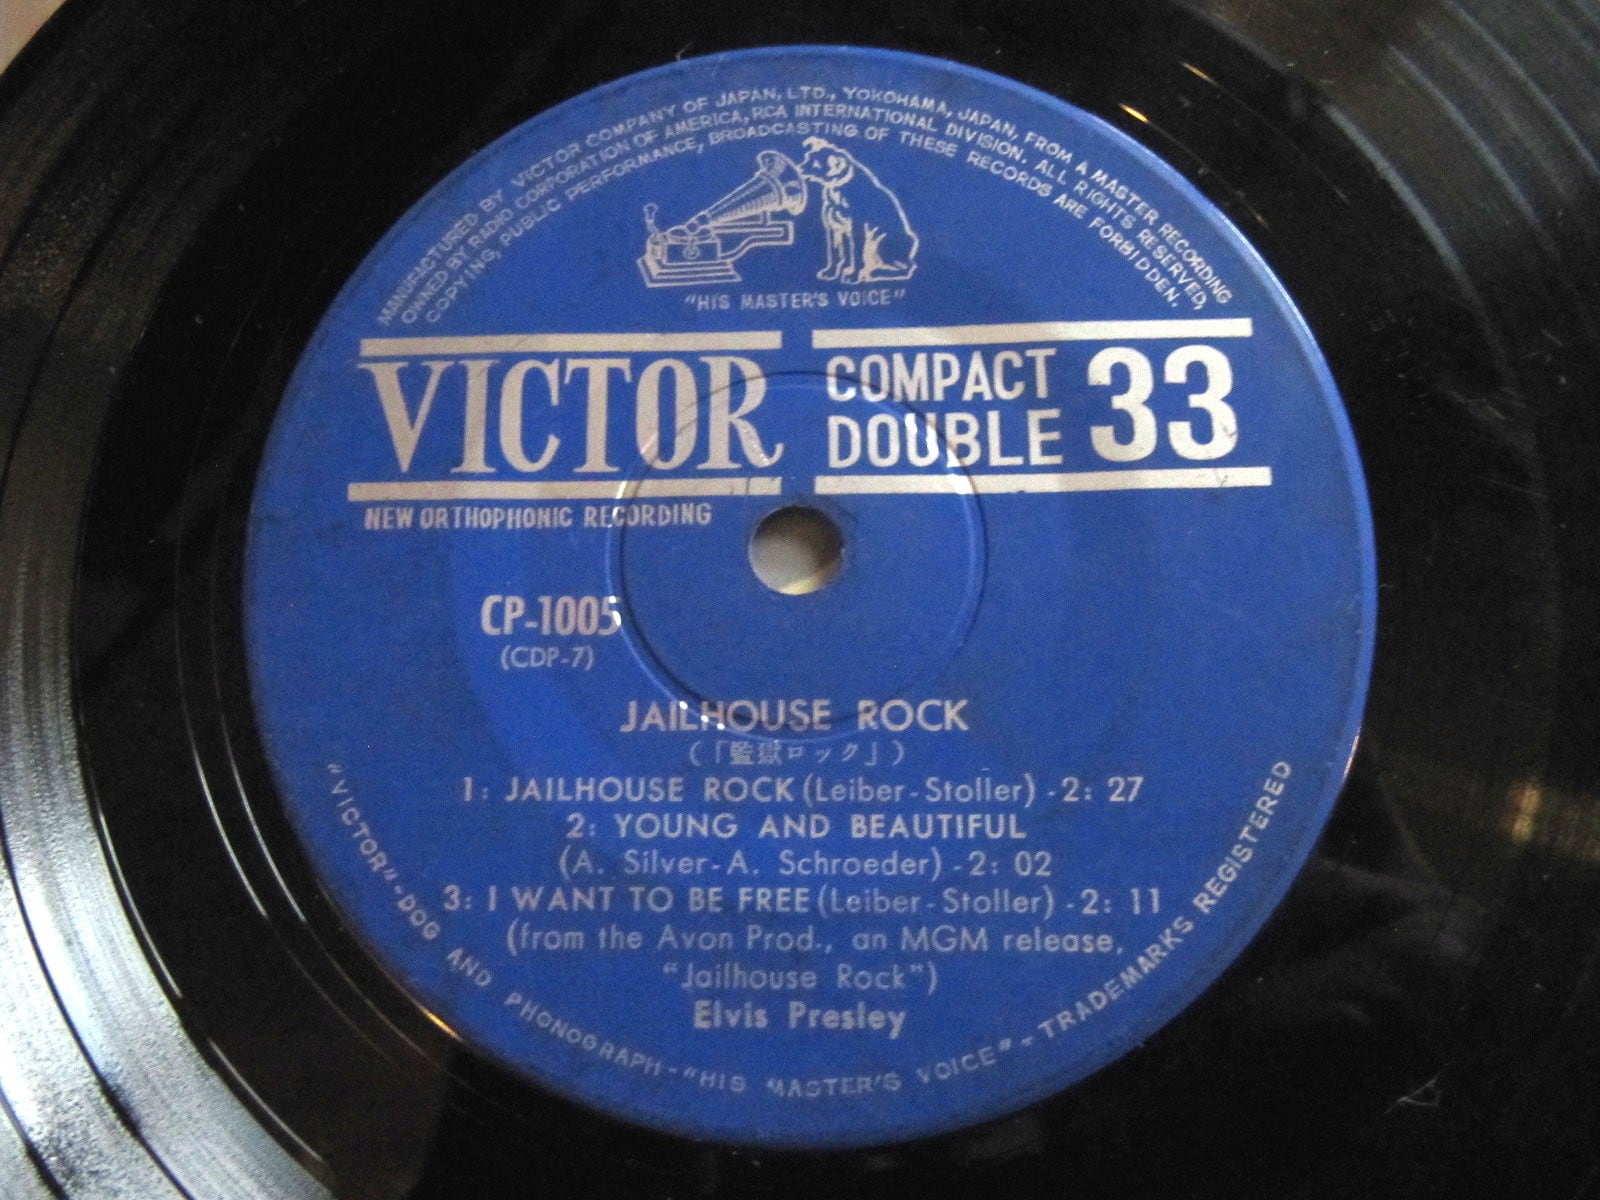 MANUFACTURED BY VICTOR COMPANY OF JAPAN, LTD., YOKOHAMA, JAPAN, FROM A MASTER RECORDING
OWNED BY RADIO CORPORATION OF AMERICA, RCA INTERNATIONAL DIVISION. ALL RIGHTS RESERVED,
COPYING, PUBLIC PERFORMANCE, BROADCASTING OF THESE RECORDS ARE FORBIDDEN.
"HIS MASTER'S VOICE"
VICTOR
COMPACT
DOUBLE 33
NEW ORTHOPHONIC RECORDING
CP-1005
(CDP-7)
JAILHOUSE ROCK
(「監獄ロック」)
1: JAILHOUSE ROCK (Leiber-Stoller) - 2: 27
2: YOUNG AND BEAUTIFUL
(A. Silver-A. Schroeder) - 2: 02
3: I WANT TO BE FREE (Leiber-Stoller) - 2: 11
(from the Avon Prod., an MGM release,
"Jailhouse Rock")
Elvis Presley
"VICTOR"-DOG AND PHONOGRAPH-"HIS MASTER'S VOICE"-TRADEMARKS REGISTERED